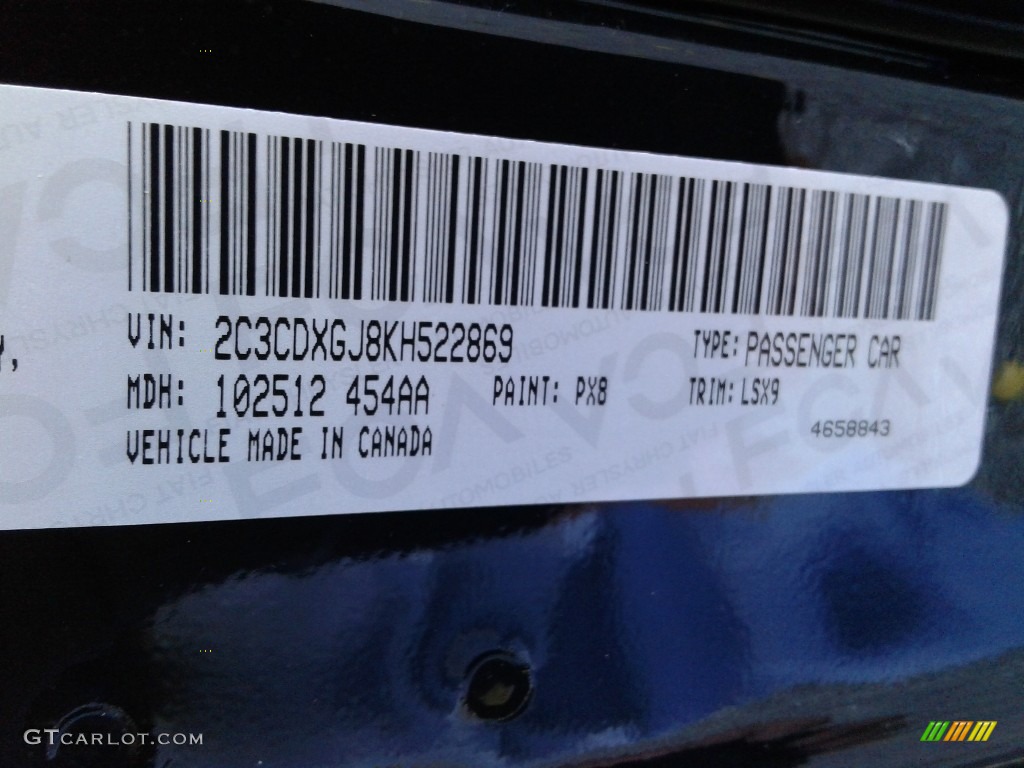 VIN: 2C3CDXGJ8KH522869 TYPE: PASSENGER CAR
Y,
MDH: 102512 454AA PAINT: PX8 TRIM: LSX9
VEHICLE MADE IN CANADA 4658843
GTCARLOT.COM